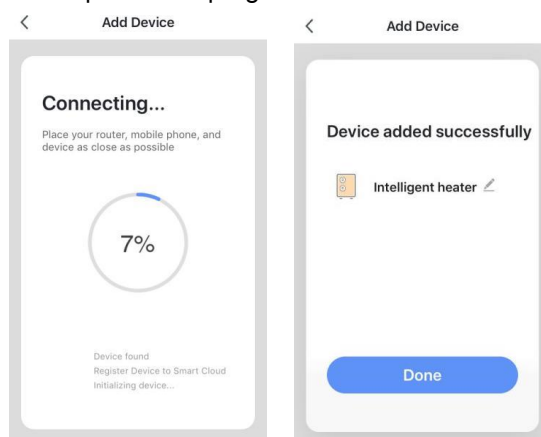 Add Device
Connecting...
Place your router, mobile phone, and
device as close as possible
7%
Device found
Register Device to Smart Cloud
Initializing device...
Add Device
Device added successfully
Intelligent heater
Done